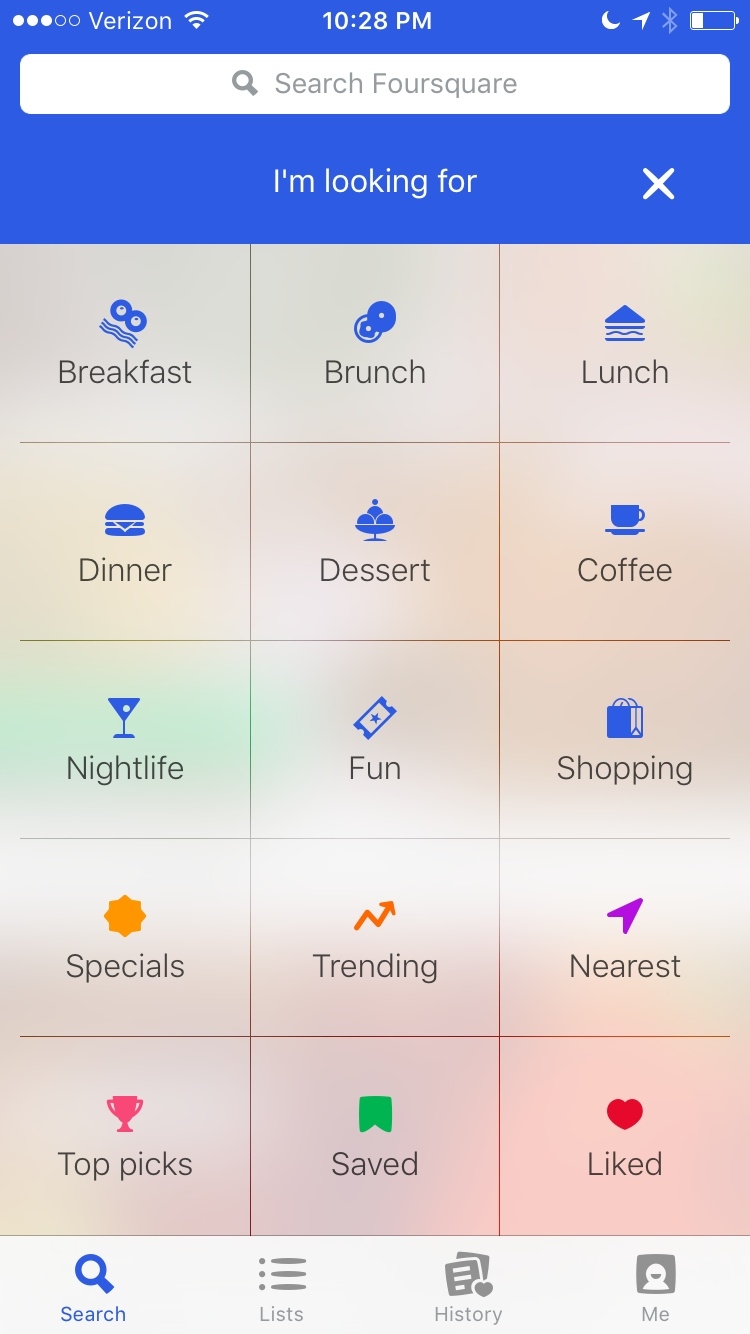 Verizon 10:28 PM
Search Foursquare
I'm looking for
Breakfast Brunch Lunch
Dinner Dessert Coffee
Nightlife Fun Shopping
Specials Trending Nearest
Top picks Saved Liked
Search Lists History Me